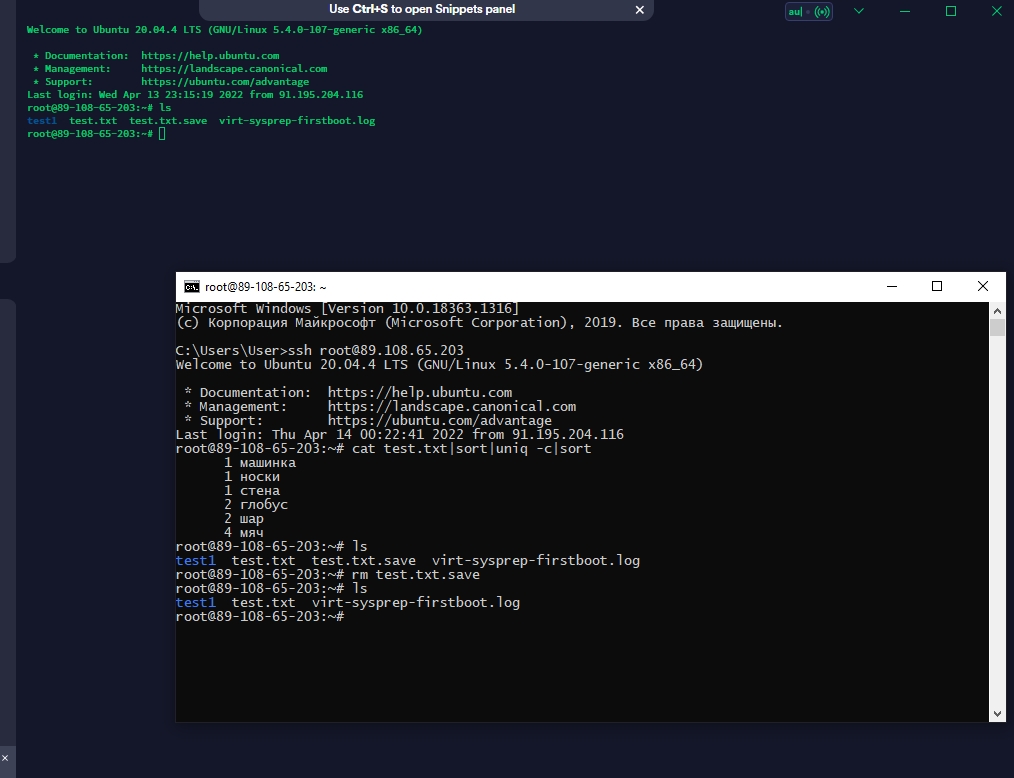 Use Ctrl+S to open Snippets panel
au|
Welcome to Ubuntu 20.04.4 LTS (GNU/Linux 5.4.0-107-generic x86_64)
* Documentation: https://help.ubuntu.com
* Management: https://landscape.canonical.com
* Support: https://ubuntu.com/advantage
Last login: Wed Apr 13 23:15:19 2022 from 91.195.204.116
root@89-108-65-203:~# ls
test1 test.txt test.txt.save virt-sysprep-firstboot.log
root@89-108-65-203:~#
root@89-108-65-203: ~
Microsoft Windows [Version 10.0.18363.1316]
(c) Корпорация Майкрософт (Microsoft Corporation), 2019. Все права защищены.
C:\Users\User>ssh root@89.108.65.203
Welcome to Ubuntu 20.04.4 LTS (GNU/Linux 5.4.0-107-generic x86_64)
* Documentation: https://help.ubuntu.com
* Management: https://landscape.canonical.com
* Support: https://ubuntu.com/advantage
Last login: Thu Apr 14 00:22:41 2022 from 91.195.204.116
root@89-108-65-203:~# cat test.txt|sort|uniq -c|sort
1 машинка
1 носки
1 стена
2 глобус
2 шар
4 мяч
root@89-108-65-203:~# ls
test1 test.txt test.txt.save virt-sysprep-firstboot.log
root@89-108-65-203:~# rm test.txt.save
root@89-108-65-203:~# ls
test1 test.txt virt-sysprep-firstboot.log
root@89-108-65-203:~#